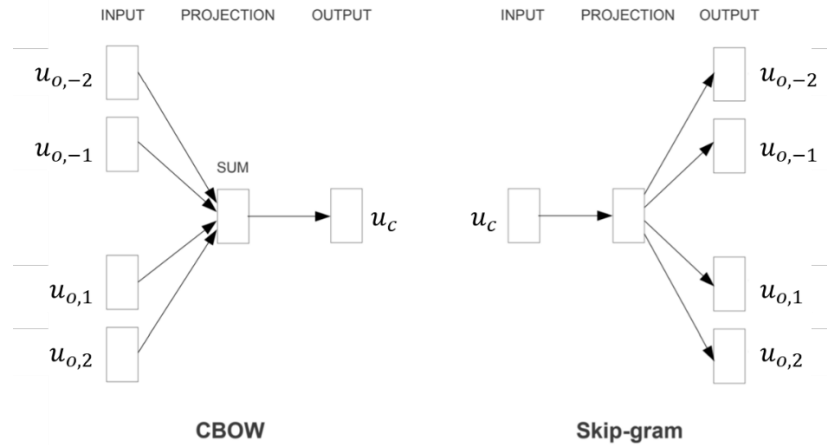 INPUT PROJECTION OUTPUT
u_{o,-2}
u_{o,-1}
SUM
u_c
u_{o,1}
u_{o,2}
CBOW
INPUT PROJECTION OUTPUT
u_{o,-2}
u_{o,-1}
u_c
u_{o,1}
u_{o,2}
Skip-gram